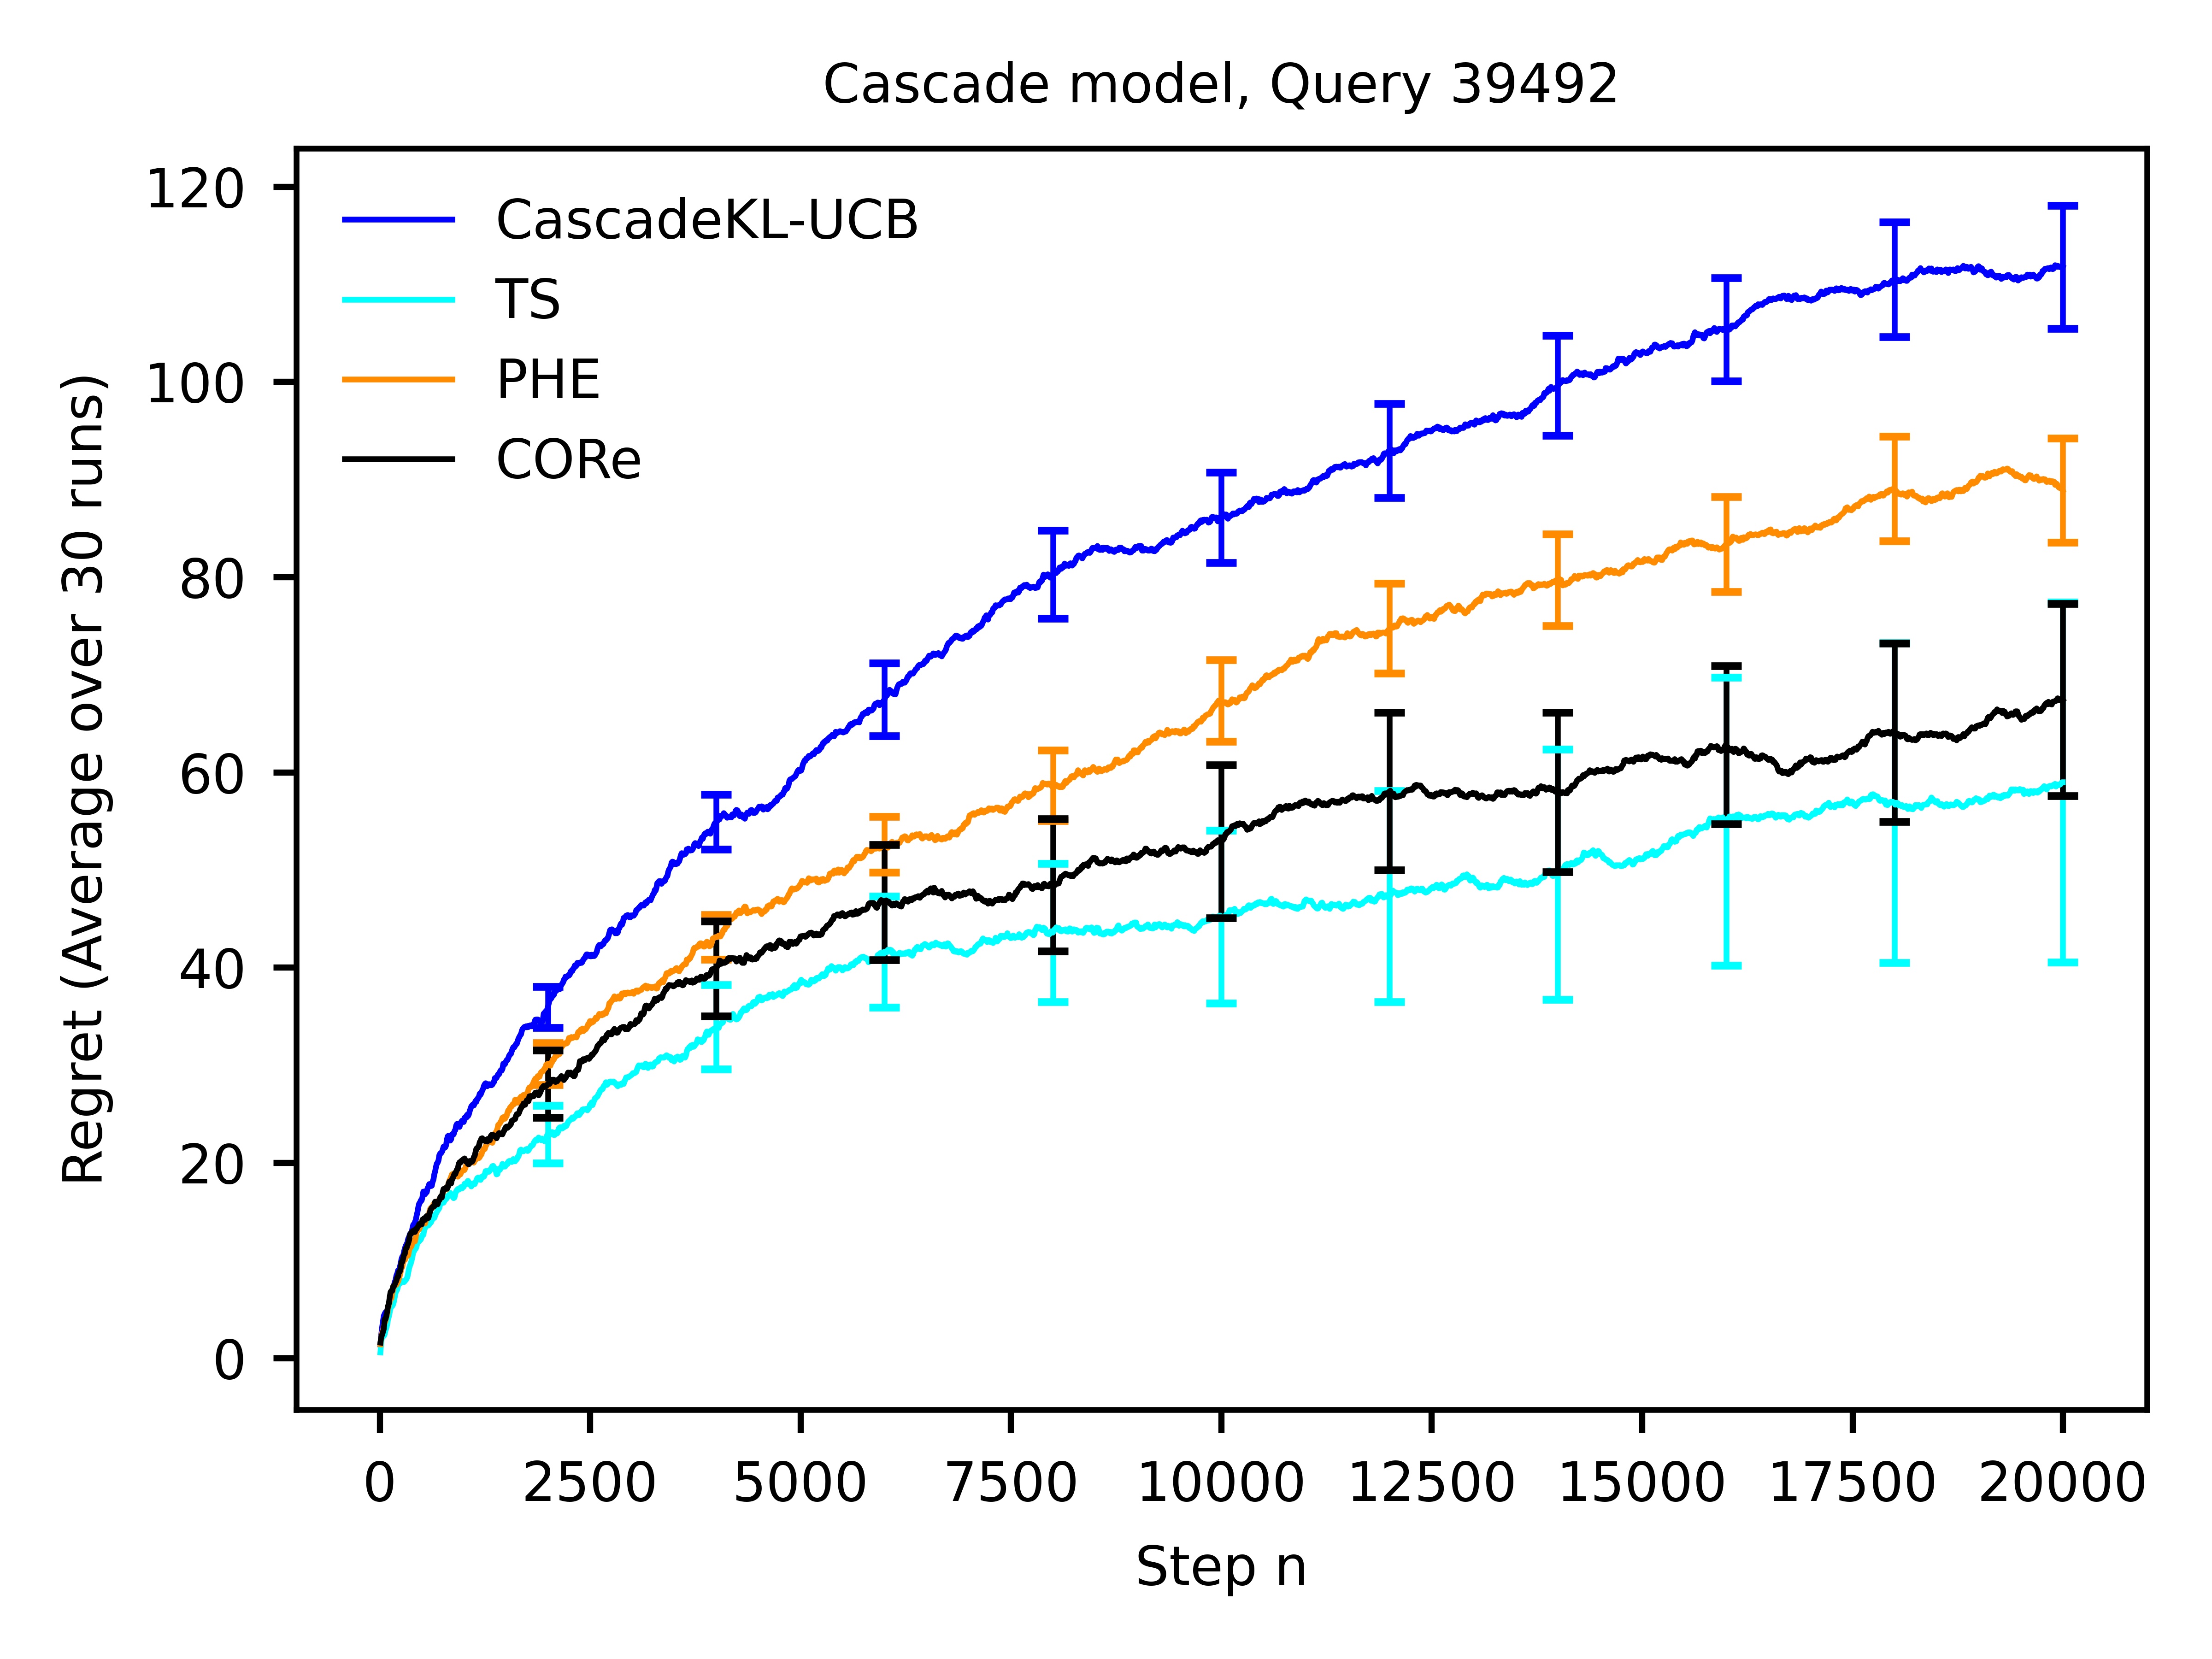 Cascade model, Query 39492
120
100
80
60
40
20
0
Regret (Average over 30 runs)
CascadeKL-UCB
TS
PHE
CORe
0 2500 5000 7500 10000 12500 15000 17500 20000
Step n